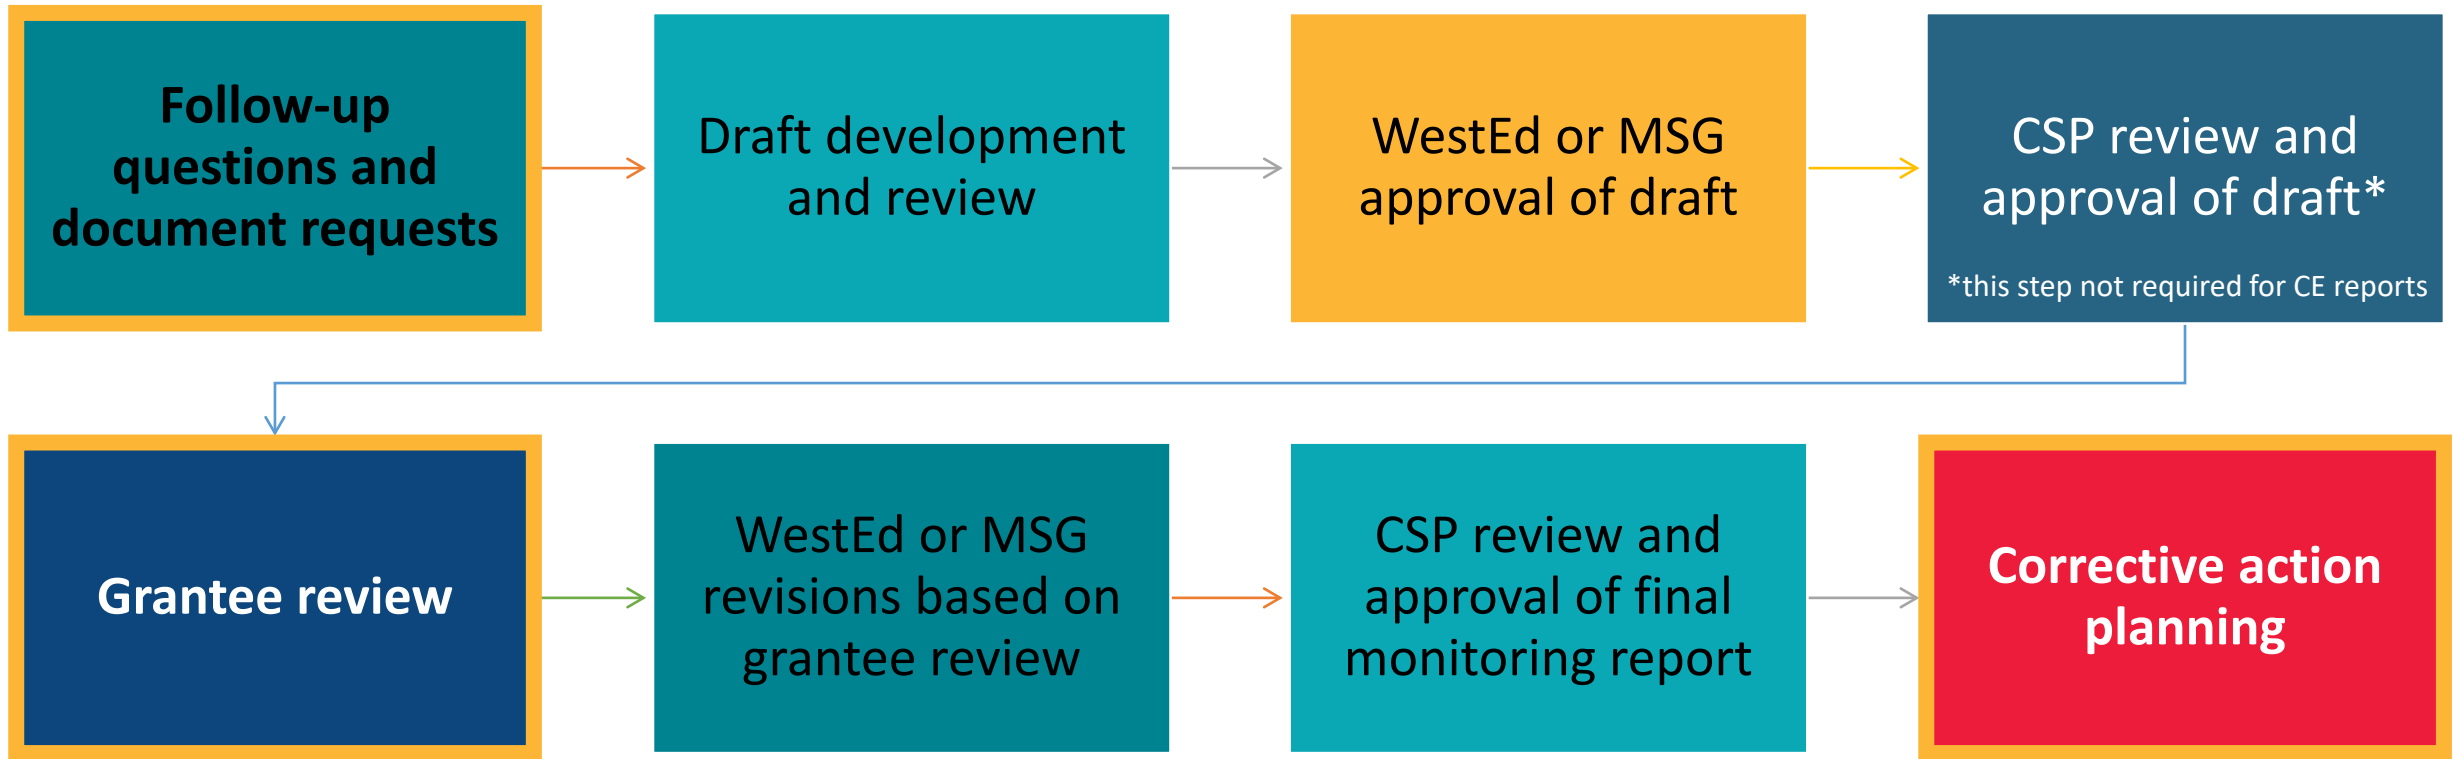 Follow-up
questions and
document requests
Draft development
and review
WestEd or MSG
approval of draft
CSP review and
approval of draft*
*this step not required for CE reports
Grantee review
WestEd or MSG
revisions based on
grantee review
CSP review and
approval of final
monitoring report
Corrective action
planning